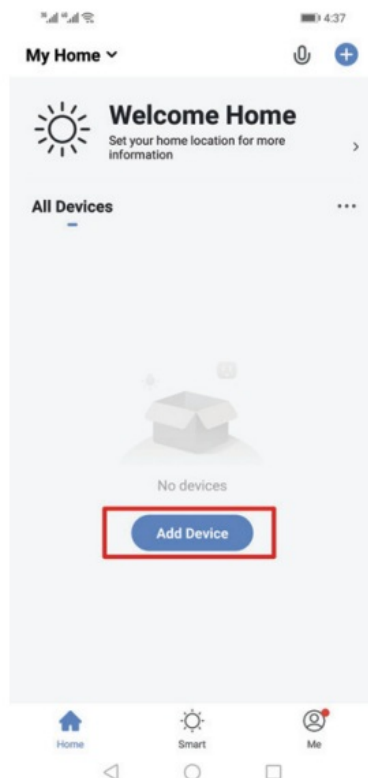 4:37
My Home
Welcome Home
Set your home location for more
information
All Devices
No devices
Add Device
Home
Smart
Me